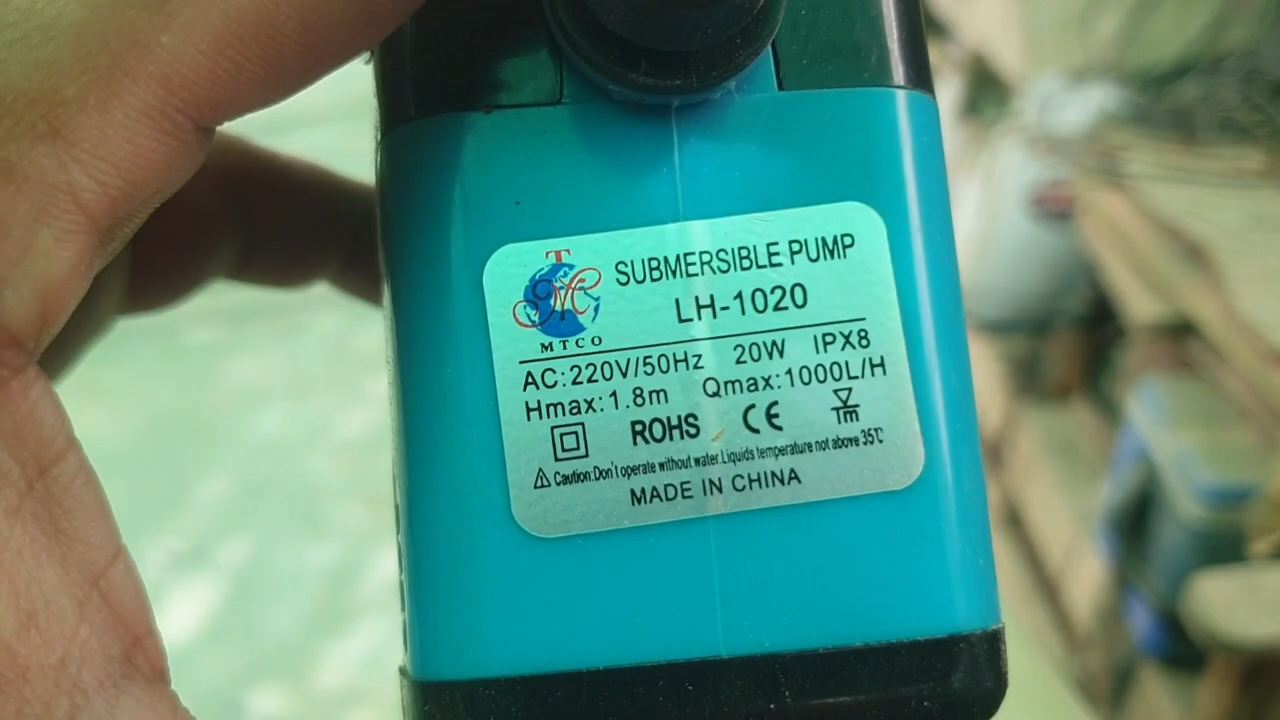 SUBMERSIBLE PUMP
LH-1020
MTCO
AC:220V/50Hz 20W IPX8
Hmax:1.8m Qmax:1000L/H
ROHS CE Tm
⚠ Caution:Don't operate without water.Liquids temperature not above 35℃
MADE IN CHINA